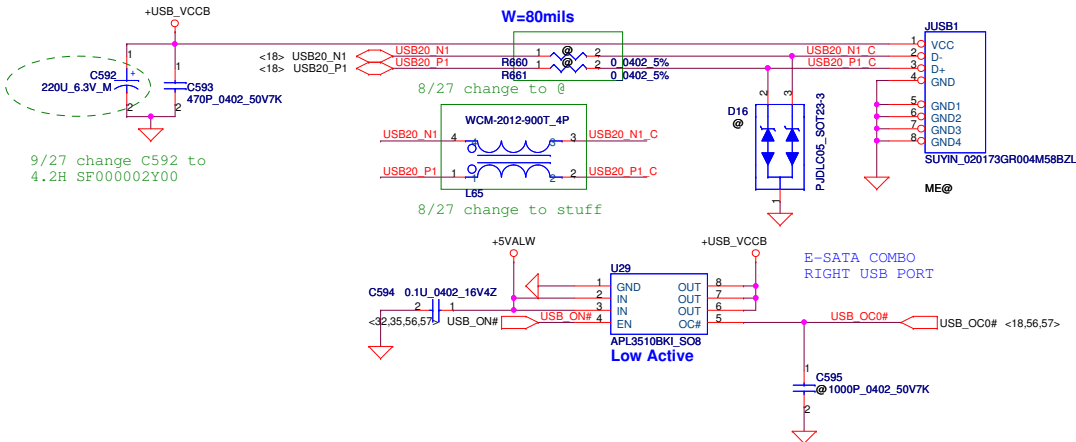 +USB_VCCB
W=80mils
JUSB1
<18> USB20_N1
USB20_N1
1
@
2
USB20_N1_C
1
VCC
R660
0_0402_5%
2
D-
<18> USB20_P1
USB20_P1
1
@
2
USB20_P1_C
3
D+
R661
0_0402_5%
4
GND
8/27 change to @
C592
220U_6.3V_M
1
+
2
1
C593
470P_0402_50V7K
2
5
GND1
6
GND2
7
GND3
8
GND4
SUYIN_020173GR004M58BZL
ME@
2
3
D16
@
PJDLC05_SOT23-3
1
9/27 change C592 to
4.2H SF000002Y00
WCM-2012-900T_4P
USB20_N1
4
4
3
3
USB20_N1_C
USB20_P1
1
1
2
2
USB20_P1_C
L65
8/27 change to stuff
+5VALW
+USB_VCCB
E-SATA COMBO
RIGHT USB PORT
U29
C594
0.1U_0402_16V4Z
2
1
1
GND
OUT
8
2
IN
OUT
7
3
IN
OUT
6
4
EN
OC#
5
<32,35,56,57>
USB_ON#
USB_ON#
USB_OC0#
USB_OC0# <18,56,57>
APL3510BKI_SO8
Low Active
1
C595
@
1000P_0402_50V7K
2